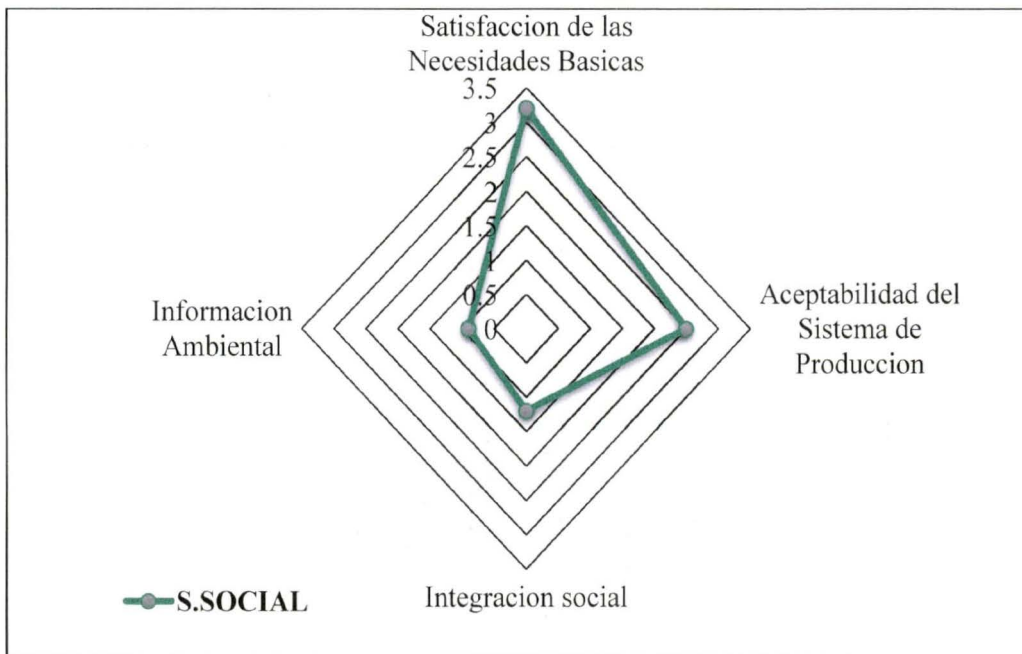 Satisfaccion de las
Necesidades Basicas
3.5
3
2.5
2
1.5
1
0.5
0
Informacion
Ambiental
Aceptabilidad del
Sistema de
Produccion
Integracion social
S.SOCIAL